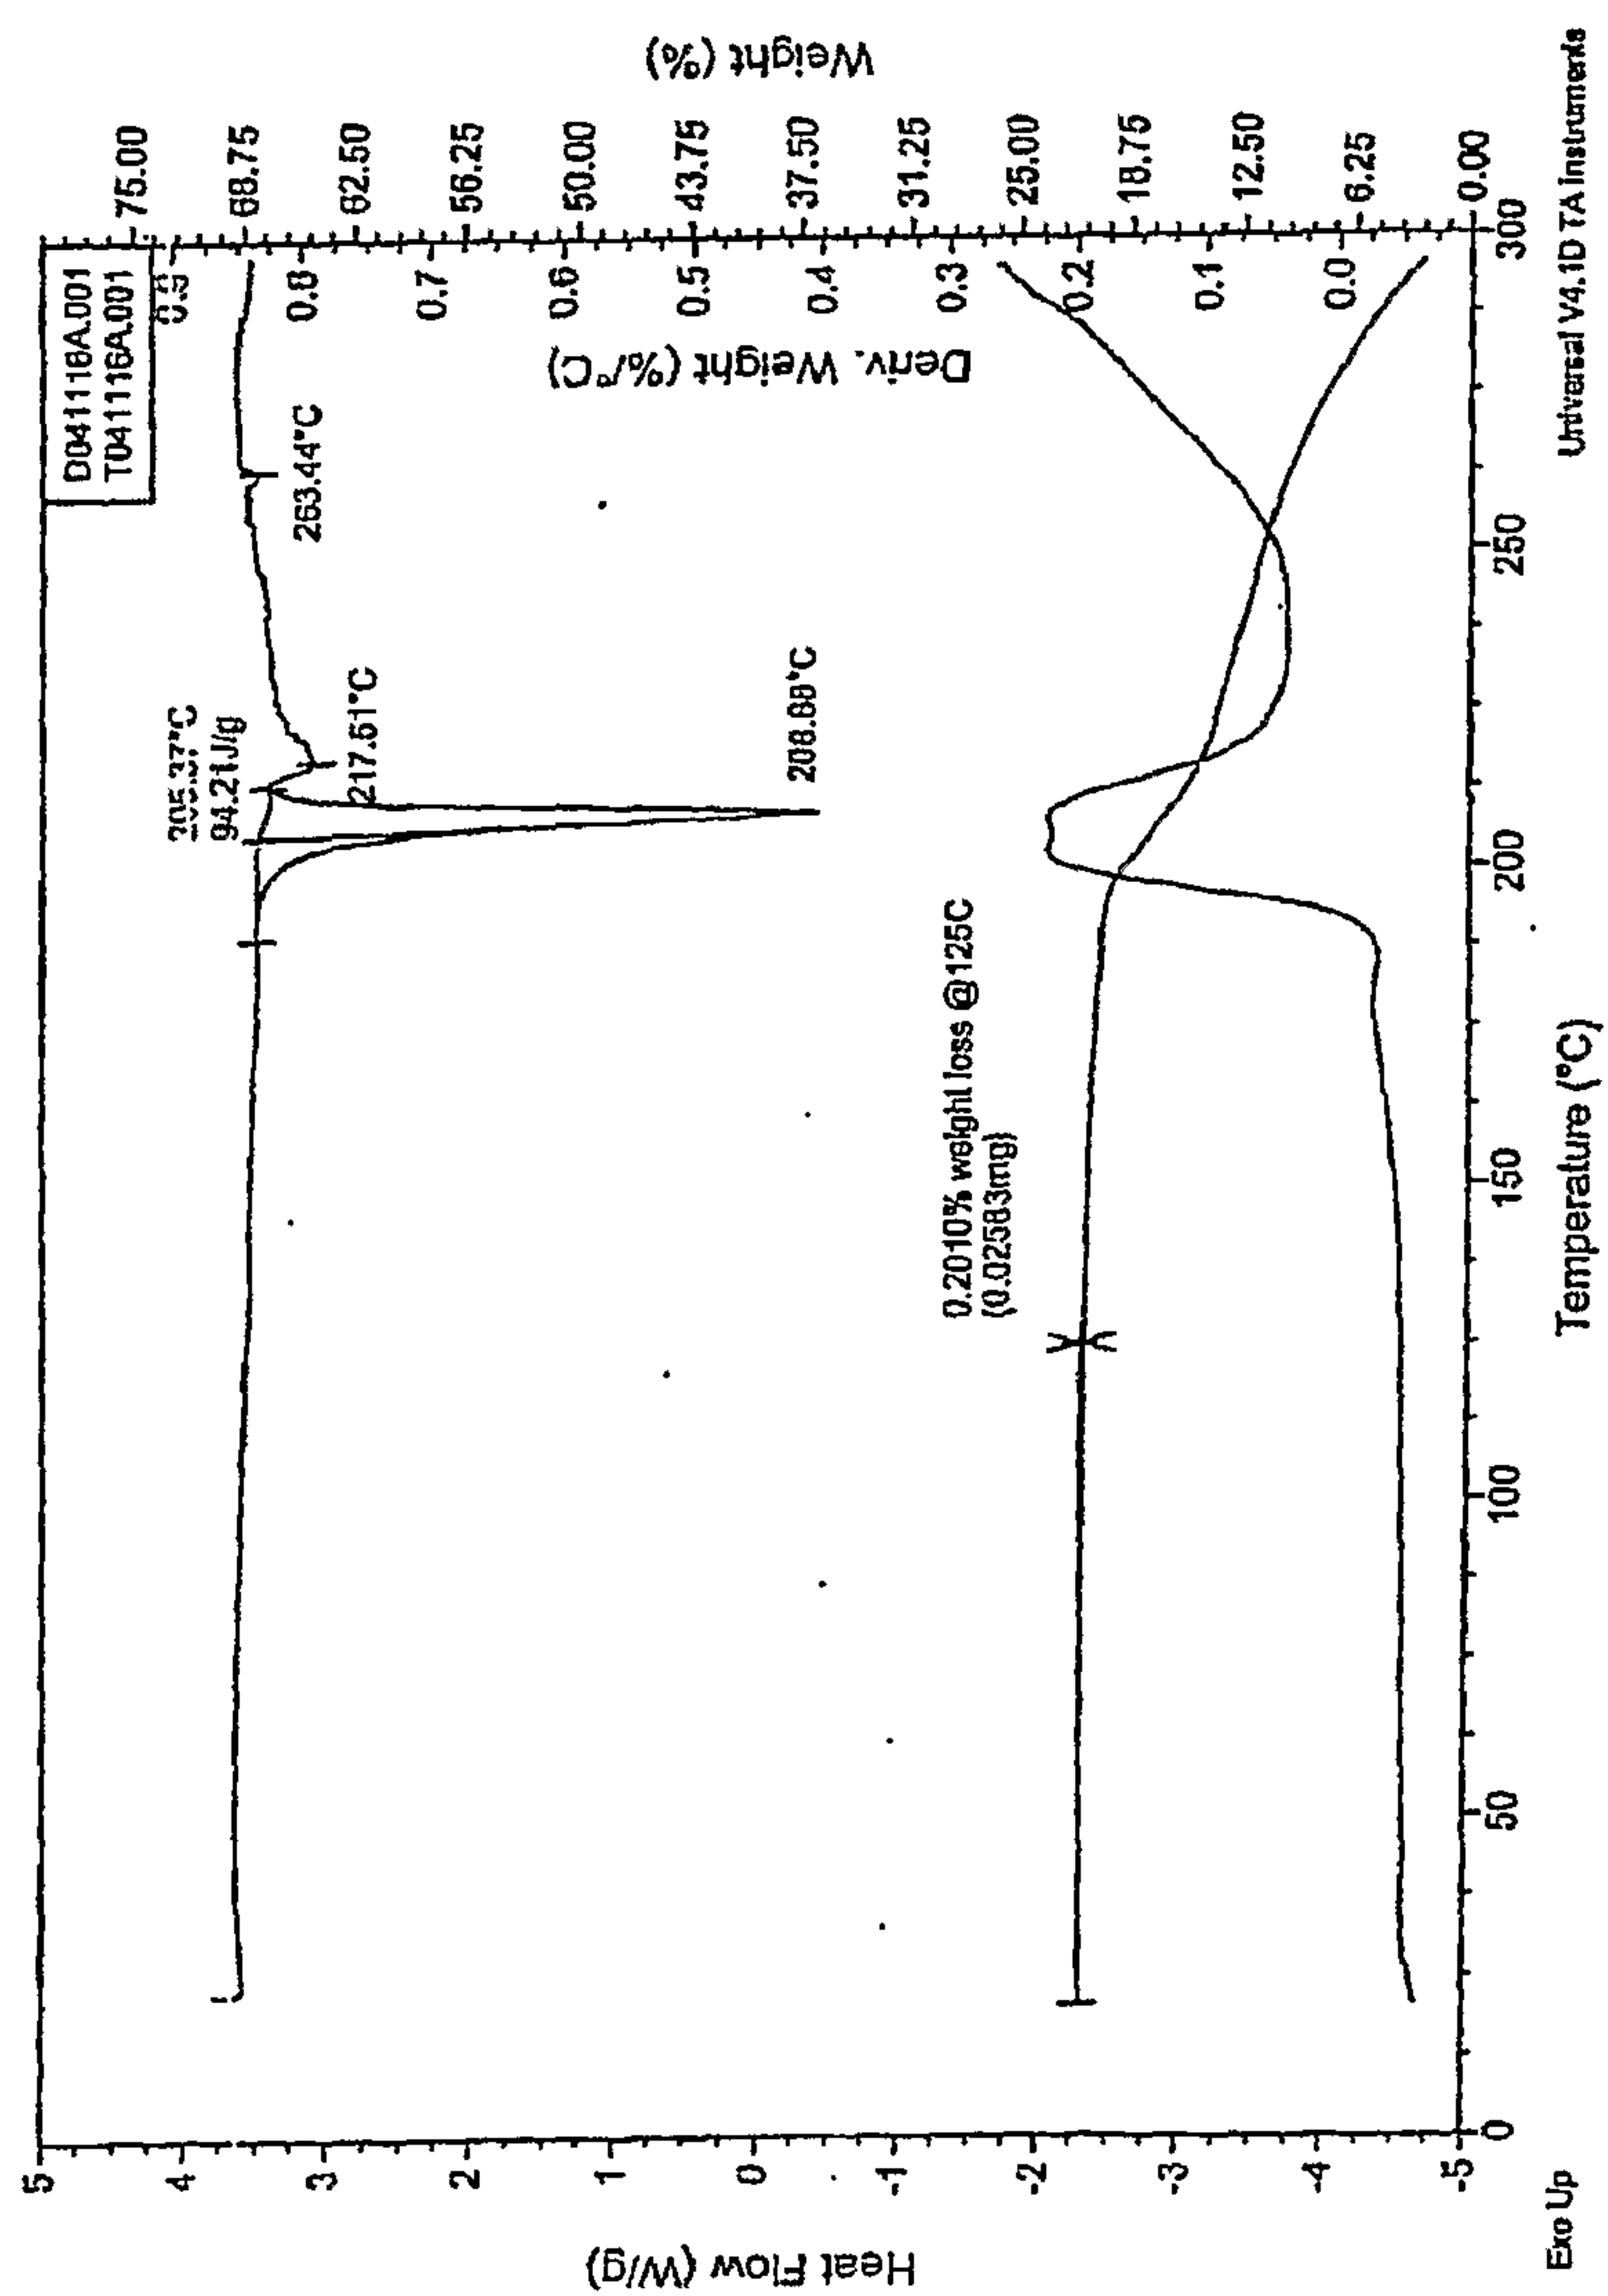 D041116A.001
T041116A.001
205.37°C
94.21J/g
217.61°C
208.88°C
263.44°C
0.2010% weight loss @125C
(0.02583mg)
Heat Flow (W/g)
5
4
3
2
1
0
-1
-2
-3
-4
-5
Deriv. Weight (%/°C)
0.9
0.8
0.7
0.6
0.5
0.4
0.3
0.2
0.1
0.0
Weight (%)
75.00
68.75
62.50
56.25
50.00
43.75
37.50
31.25
25.00
18.75
12.50
6.25
0.00
0
50
100
150
200
250
300
Exo Up
Temperature (°C)
Universal V4.1D TA Instruments